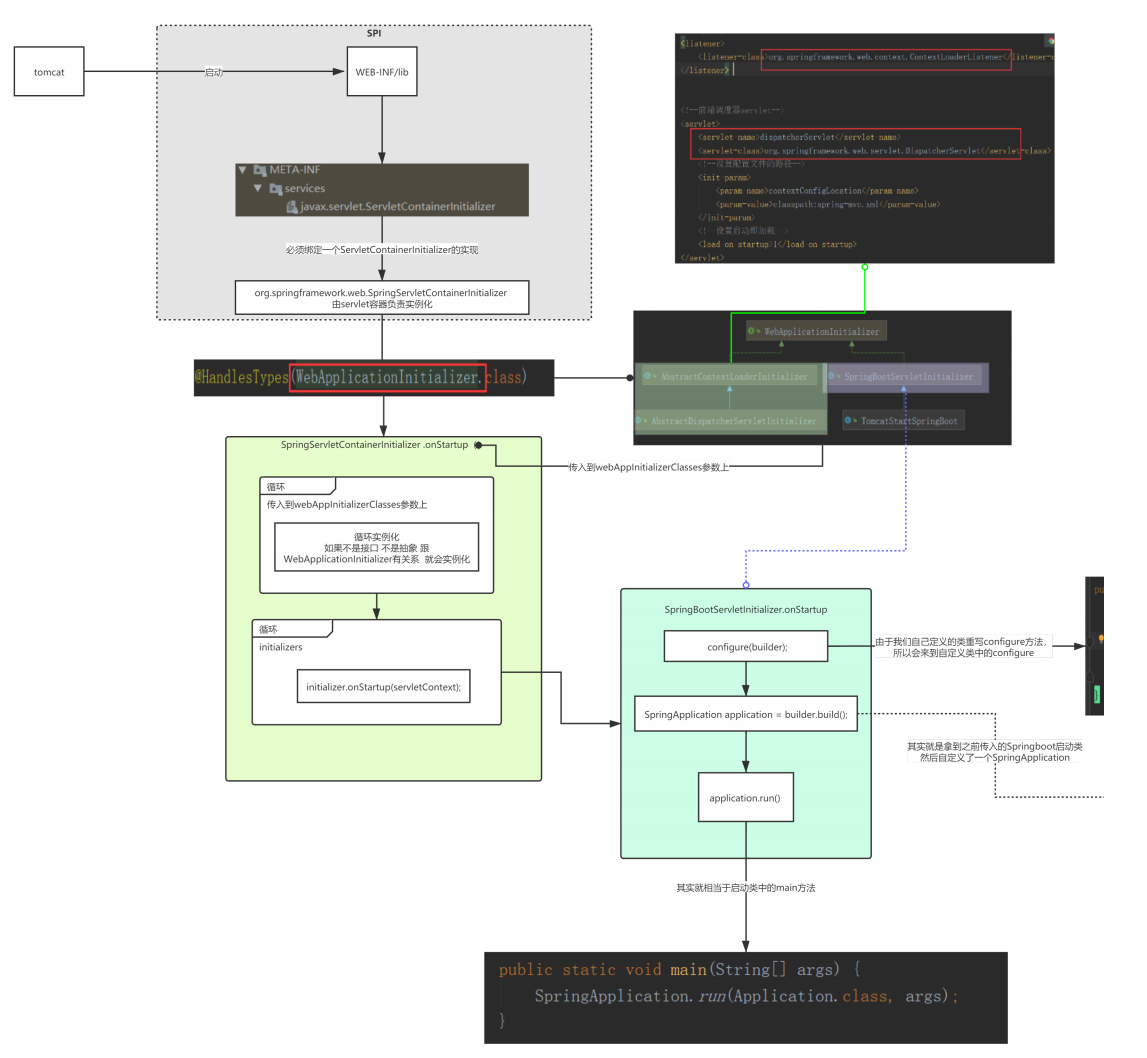 SPI
tomcat
启动
WEB-INF/lib
META-INF
services
javax.servlet.ServletContainerInitializer
必须绑定一个ServletContainerInitializer的实现
org.springframework.web.SpringServletContainerInitializer
由servlet容器负责实例化
@HandlesTypes(WebApplicationInitializer.class)
<listener>
<listener-class>org.springframework.web.context.ContextLoaderListener</listener-c
</listener>
<!--前端调度器servlet-->
<servlet>
<servlet-name>dispatcherServlet</servlet-name>
<servlet-class>org.springframework.web.servlet.DispatcherServlet</servlet-class>
<!--设置配置文件的路径-->
<init-param>
<param-name>contextConfigLocation</param-name>
<param-value>classpath:spring-mvc.xml</param-value>
</init-param>
<!--设置启动即加载-->
<load-on-startup>1</load-on-startup>
</servlet>
WebApplicationInitializer
AbstractContextLoaderInitializer
SpringBootServletInitializer
AbstractDispatcherServletInitializer
TomcatStartSpringBoot
SpringServletContainerInitializer .onStartup (
传入到webAppInitializerClasses参数上
循环
传入到webAppInitializerClasses参数上
循环实例化
如果不是接口 不是抽象 跟
WebApplicationInitializer有关系 就会实例化
循环
initializers
initializer.onStartup(servletContext);
SpringBootServletInitializer.onStartup
configure(builder);
由于我们自己定义的类重写configure方法，
所以会来到自定义类中的configure
pu
}
SpringApplication application = builder.build();
其实就是拿到之前传入的Springboot启动类
然后自定义了一个SpringApplication
application.run()
其实就相当于启动类中的main方法
public static void main(String[] args) {
SpringApplication.run(Application.class, args);
}